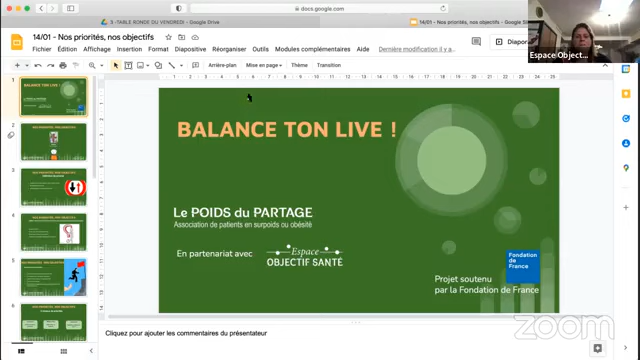 docs.google.com
3 -TABLE RONDE DU VENDREDI - Google Drive
14/01 - Nos priorités, nos objectifs - Google S
14/01 - Nos priorités, nos objectifs
Fichier Édition Affichage Insertion Format Diapositive Réorganiser Outils Modules complémentaires Aide Dernière modification il y a
Diapo
Espace Object...
Arrière-plan Mise en page Thème Transition
BALANCE TON LIVE !
Le POIDS du PARTAGE
Association de patients en surpoids ou obésité
En partenariat avec
Espace
OBJECTIF SANTÉ
Fondation
de
France
Projet soutenu
par la Fondation de France
Cliquez pour ajouter les commentaires du présentateur
zoom